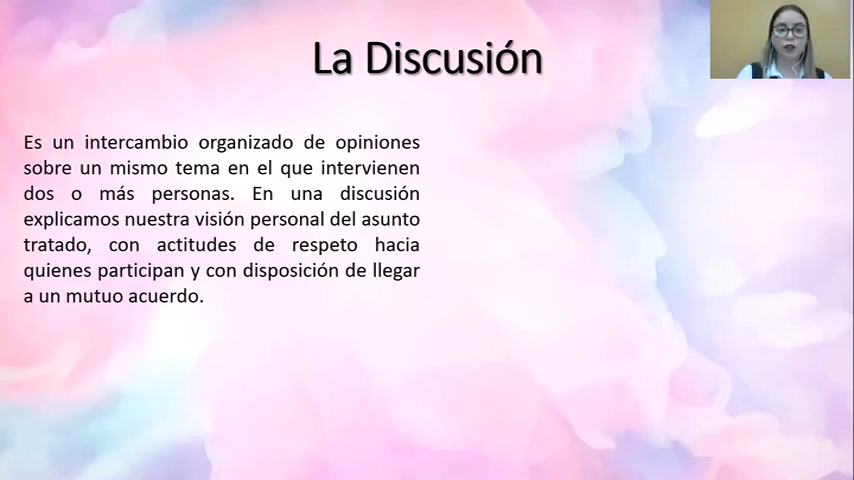 La Discusión
Es un intercambio organizado de opiniones
sobre un mismo tema en el que intervienen
dos o más personas. En una discusión
explicamos nuestra visión personal del asunto
tratado, con actitudes de respeto hacia
quienes participan y con disposición de llegar
a un mutuo acuerdo.